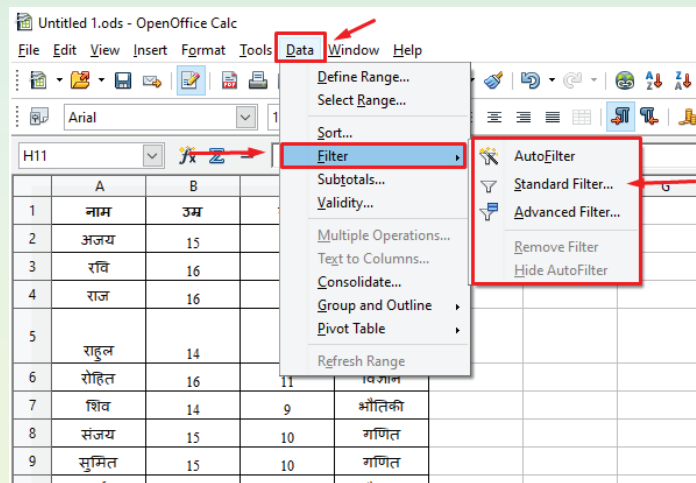 Untitled 1.ods - OpenOffice Calc
File Edit View Insert Format Tools Data Window Help
Define Range...
Select Range...
Arial
Sort...
H11
Filter
AutoFilter
Subtotals...
Standard Filter...
Validity...
Advanced Filter...
Multiple Operations...
Remove Filter
Text to Columns...
Hide AutoFilter
Consolidate...
Group and Outline
Pivot Table
Refresh Range
A B G
1 नाम उम्र
2 अजय 15
3 रवि 16
4 राज 16
5 राहुल 14
6 रोहित 16 11 विज्ञान
7 शिव 14 9 भौतिकी
8 संजय 15 10 गणित
9 सुमित 15 10 गणित